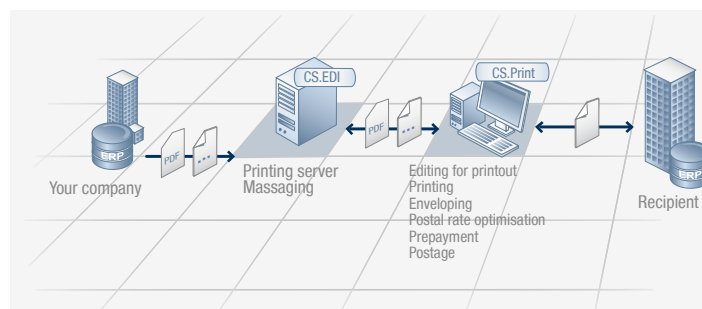 CS.EDI
CS.Print
ERP
PDF
...
PDF
...
ERP
Your company
Printing server
Massaging
Editing for printout
Printing
Enveloping
Postal rate optimisation
Prepayment
Postage
Recipient